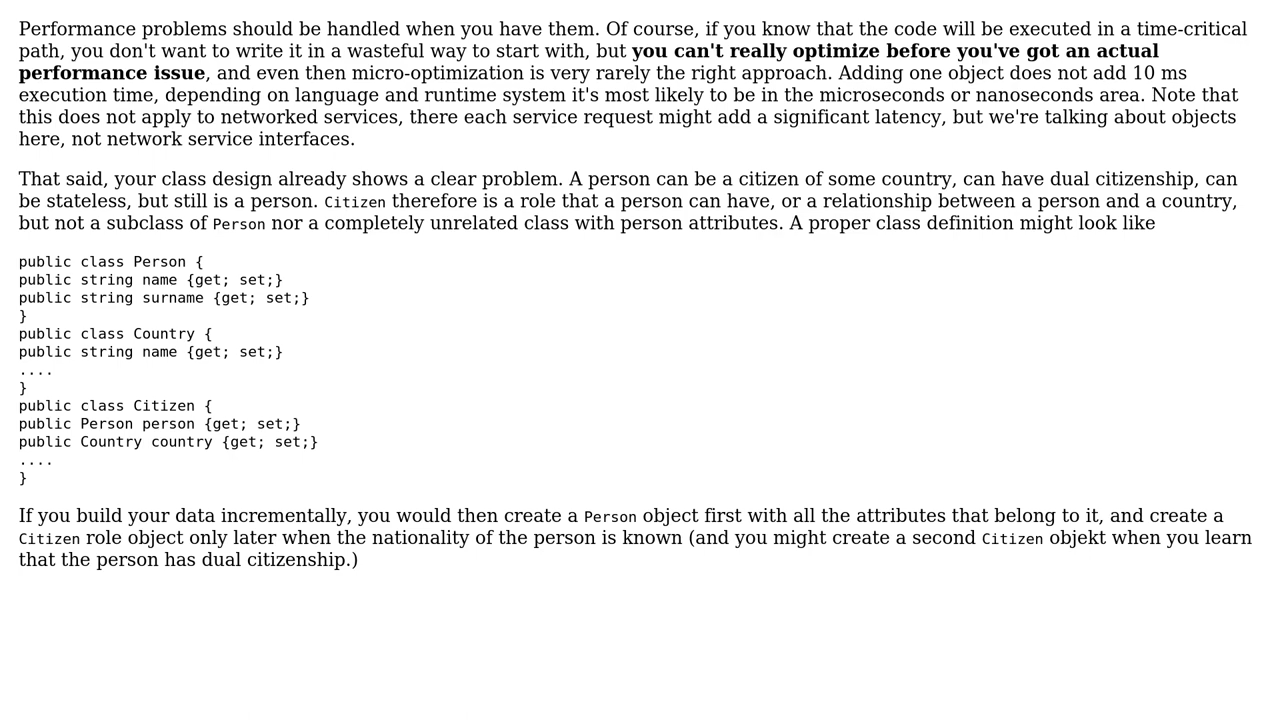 Performance problems should be handled when you have them. Of course, if you know that the code will be executed in a time-critical
path, you don't want to write it in a wasteful way to start with, but you can't really optimize before you've got an actual
performance issue, and even then micro-optimization is very rarely the right approach. Adding one object does not add 10 ms
execution time, depending on language and runtime system it's most likely to be in the microseconds or nanoseconds area. Note that
this does not apply to networked services, there each service request might add a significant latency, but we're talking about objects
here, not network service interfaces.
That said, your class design already shows a clear problem. A person can be a citizen of some country, can have dual citizenship, can
be stateless, but still is a person. Citizen therefore is a role that a person can have, or a relationship between a person and a country,
but not a subclass of Person nor a completely unrelated class with person attributes. A proper class definition might look like
public class Person {
public string name {get; set;}
public string surname {get; set;}
}
public class Country {
public string name {get; set;}
....
}
public class Citizen {
public Person person {get; set;}
public Country country {get; set;}
....
}
If you build your data incrementally, you would then create a Person object first with all the attributes that belong to it, and create a
Citizen role object only later when the nationality of the person is known (and you might create a second Citizen objekt when you learn
that the person has dual citizenship.)